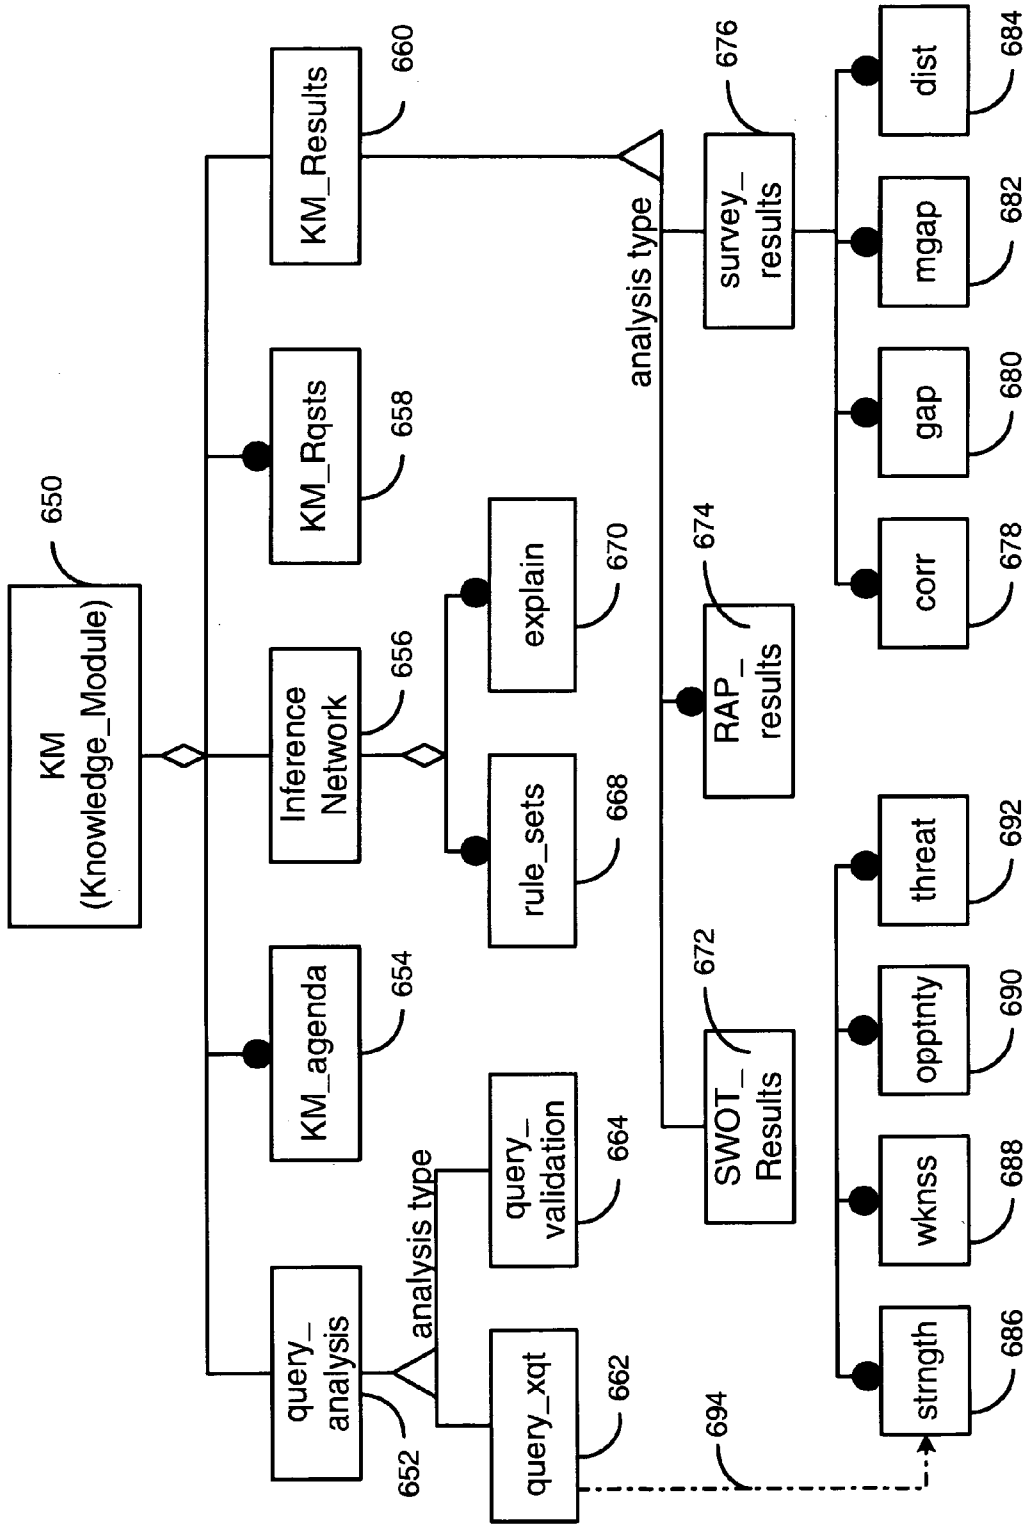 KM
(Knowledge_Module)
650
query_
analysis
652
KM_agenda
654
Inference
Network
656
KM_Rqsts
658
KM_Results
660
analysis type
query_xqt
662
query_
validation
664
rule_sets
668
explain
670
analysis type
SWOT_
Results
672
RAP_
results
674
survey_
results
676
694
strngth
686
wknss
688
opptnty
690
threat
692
corr
678
gap
680
mgap
682
dist
684